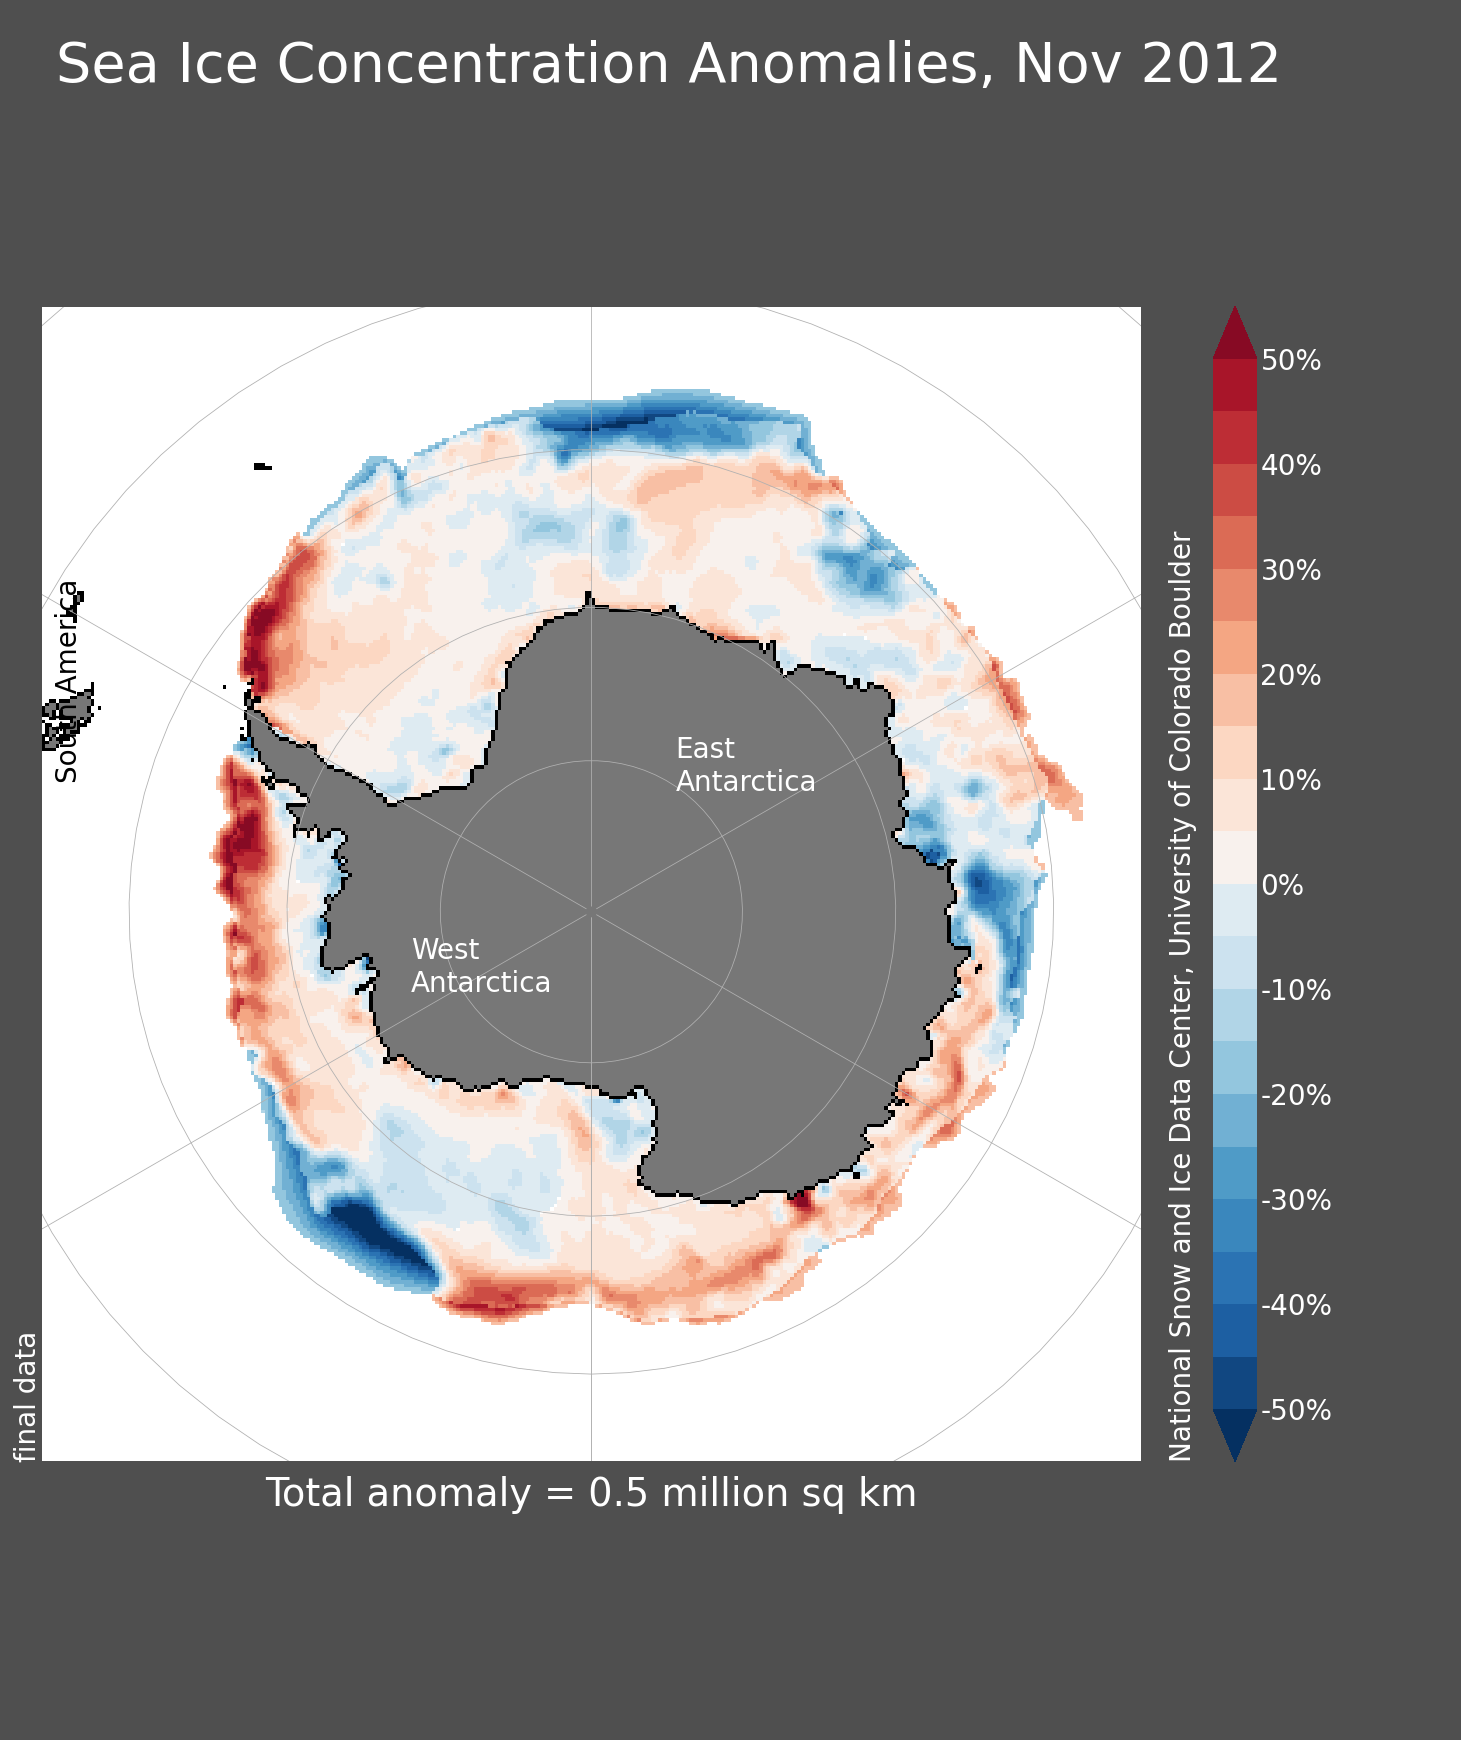 Sea Ice Concentration Anomalies, Nov 2012
South America
East
Antarctica
West
Antarctica
final data
Total anomaly = 0.5 million sq km
National Snow and Ice Data Center, University of Colorado Boulder
50%
40%
30%
20%
10%
0%
-10%
-20%
-30%
-40%
-50%